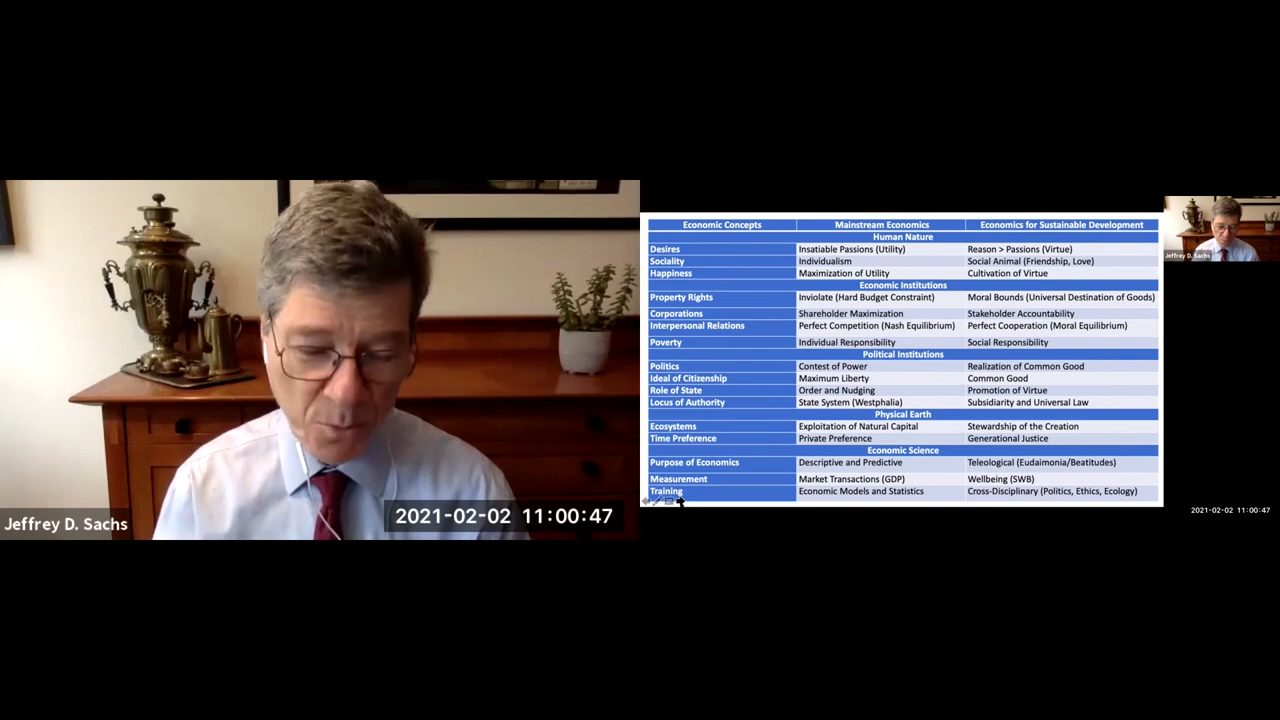 Jeffrey D. Sachs
2021-02-02 11:00:47
Economic Concepts Mainstream Economics Economics for Sustainable Development
Human Nature
Desires Insatiable Passions (Utility) Reason > Passions (Virtue)
Sociality Individualism Social Animal (Friendship, Love)
Happiness Maximization of Utility Cultivation of Virtue
Economic Institutions
Property Rights Inviolate (Hard Budget Constraint) Moral Bounds (Universal Destination of Goods)
Corporations Shareholder Maximization Stakeholder Accountability
Interpersonal Relations Perfect Competition (Nash Equilibrium) Perfect Cooperation (Moral Equilibrium)
Poverty Individual Responsibility Social Responsibility
Political Institutions
Politics Contest of Power Realization of Common Good
Ideal of Citizenship Maximum Liberty Common Good
Role of State Order and Nudging Promotion of Virtue
Locus of Authority State System (Westphalia) Subsidiarity and Universal Law
Physical Earth
Ecosystems Exploitation of Natural Capital Stewardship of the Creation
Time Preference Private Preference Generational Justice
Economic Science
Purpose of Economics Descriptive and Predictive Teleological (Eudaimonia/Beatitudes)
Measurement Market Transactions (GDP) Wellbeing (SWB)
Training Economic Models and Statistics Cross-Disciplinary (Politics, Ethics, Ecology)
Jeffrey D. Sachs
2021-02-02 11:00:47